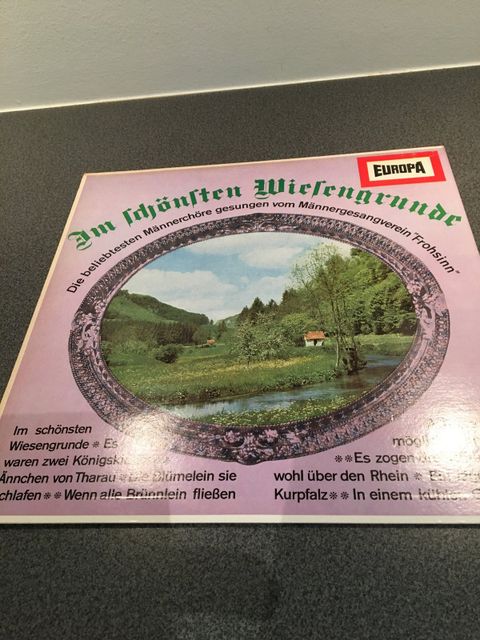 EUROPA
Im schönsten Wiesengrunde
Die beliebtesten Männerchöre gesungen vom Männergesangverein "Frohsinn"
Im schönsten
Wiesengrunde * Es
waren zwei
Ännchen von Tharau * Die Blümelein sie
schlafen ** Wenn alle Brünnlein fließen
** Es zogen
wohl über den Rhein *
Kurpfalz ** In einem kühlen